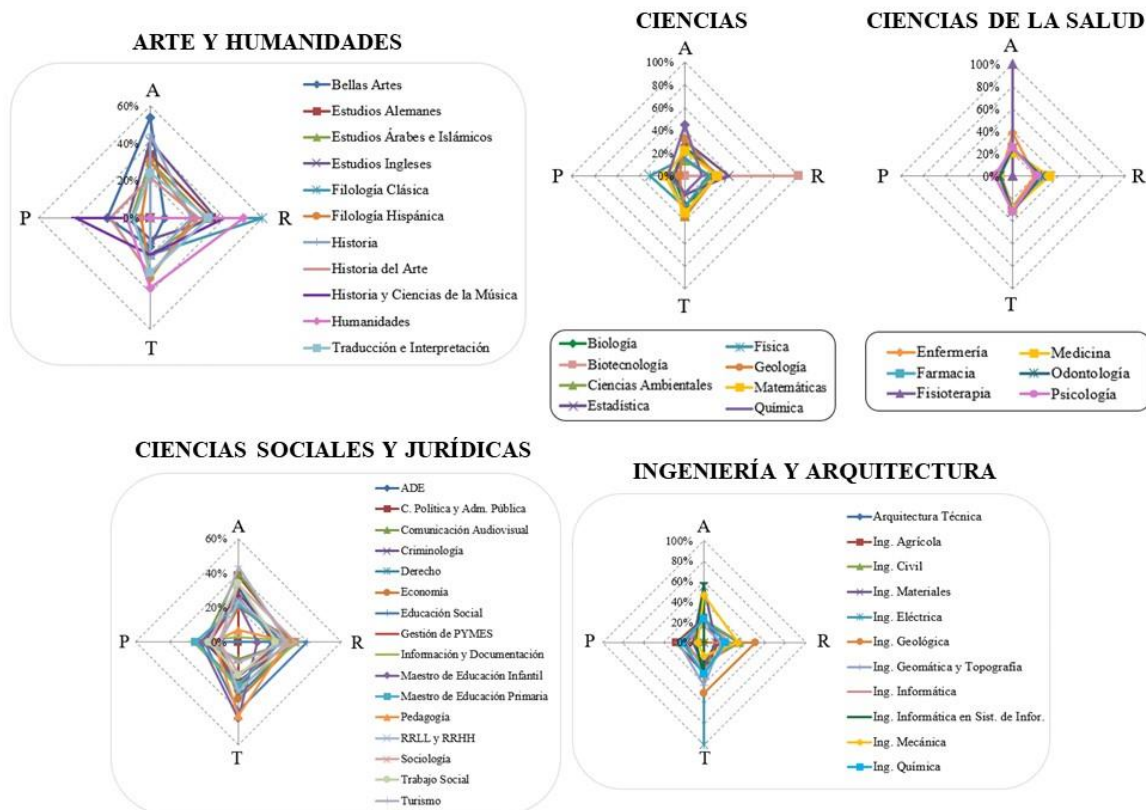 ARTE Y HUMANIDADES
A
60%
40%
20%
0%
P
R
T
Bellas Artes
Estudios Alemanes
Estudios Árabes e Islámicos
Estudios Ingleses
Filología Clásica
Filología Hispánica
Historia
Historia del Arte
Historia y Ciencias de la Música
Humanidades
Traducción e Interpretación
CIENCIAS
A
100%
80%
60%
40%
20%
0%
P
R
T
Biología
Biotecnología
Ciencias Ambientales
Estadística
Física
Geología
Matemáticas
Química
CIENCIAS DE LA SALUD
A
100%
80%
60%
40%
20%
0%
P
R
T
Enfermería
Farmacia
Fisioterapia
Medicina
Odontología
Psicología
CIENCIAS SOCIALES Y JURÍDICAS
A
60%
40%
20%
0%
P
R
T
ADE
C. Política y Adm. Pública
Comunicación Audiovisual
Criminología
Derecho
Economía
Educación Social
Gestión de PYMES
Información y Documentación
Maestro de Educación Infantil
Maestro de Educación Primaria
Pedagogía
RRLL y RRHH
Sociología
Trabajo Social
Turismo
INGENIERÍA Y ARQUITECTURA
A
100%
80%
60%
40%
20%
0%
P
R
T
Arquitectura Técnica
Ing. Agrícola
Ing. Civil
Ing. Materiales
Ing. Eléctrica
Ing. Geológica
Ing. Geomática y Topografía
Ing. Informática
Ing. Informática en Sist. de Infor.
Ing. Mecánica
Ing. Química